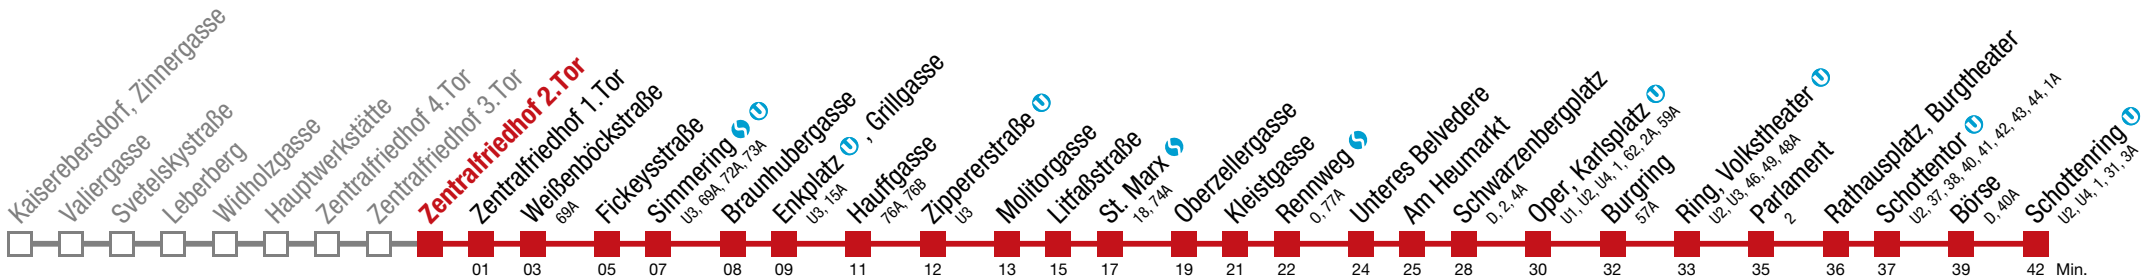 Kaiserebersdorf, Zinnergasse
Valiergasse
Svetelskystraße
Leberberg
Widholzgasse
Hauptwerkstätte
Zentralfriedhof 4.Tor
Zentralfriedhof 3.Tor
Zentralfriedhof 2.Tor
Zentralfriedhof 1.Tor
01
Weißenböckstraße
69A
03
Fickeysstraße
05
Simmering
U3, 69A, 72A, 73A
07
Braunhubergasse
08
Enkplatz U, Grillgasse
U3, 15A
09
Hauffgasse
76A, 76B
11
Zippererstraße U
U3
12
Molitorgasse
13
Litfaßstraße
15
St. Marx
18, 74A
17
Oberzellergasse
19
Kleistgasse
21
Rennweg
O, 77A
22
Unteres Belvedere
24
Am Heumarkt
25
Schwarzenbergplatz
D, 2, 4A
28
Oper, Karlsplatz U
U1, U2, U4, 1, 62, 2A, 59A
30
Burgring
57A
32
Ring, Volkstheater U
U2, U3, 46, 49, 48A
33
Parlament
2
35
Rathausplatz, Burgtheater
36
Schottentor U
U2, 37, 38, 40, 41, 42, 43, 44, 1A
37
Börse
D, 40A
39
Schottenring U
U2, U4, 1, 31, 3A
42 Min.